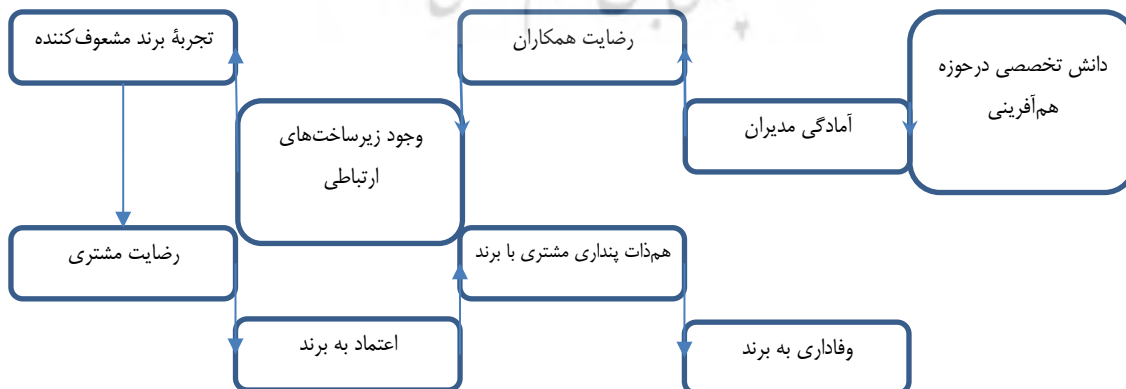 دانش تخصصی درحوزه
هم‌آفرینی
آمادگی مدیران
رضایت همکاران
وجود زیرساخت‌های
ارتباطی
تجربهٔ برند مشعوف‌کننده
رضایت مشتری
اعتماد به برند
هم‌ذات پنداری مشتری با برند
وفاداری به برند